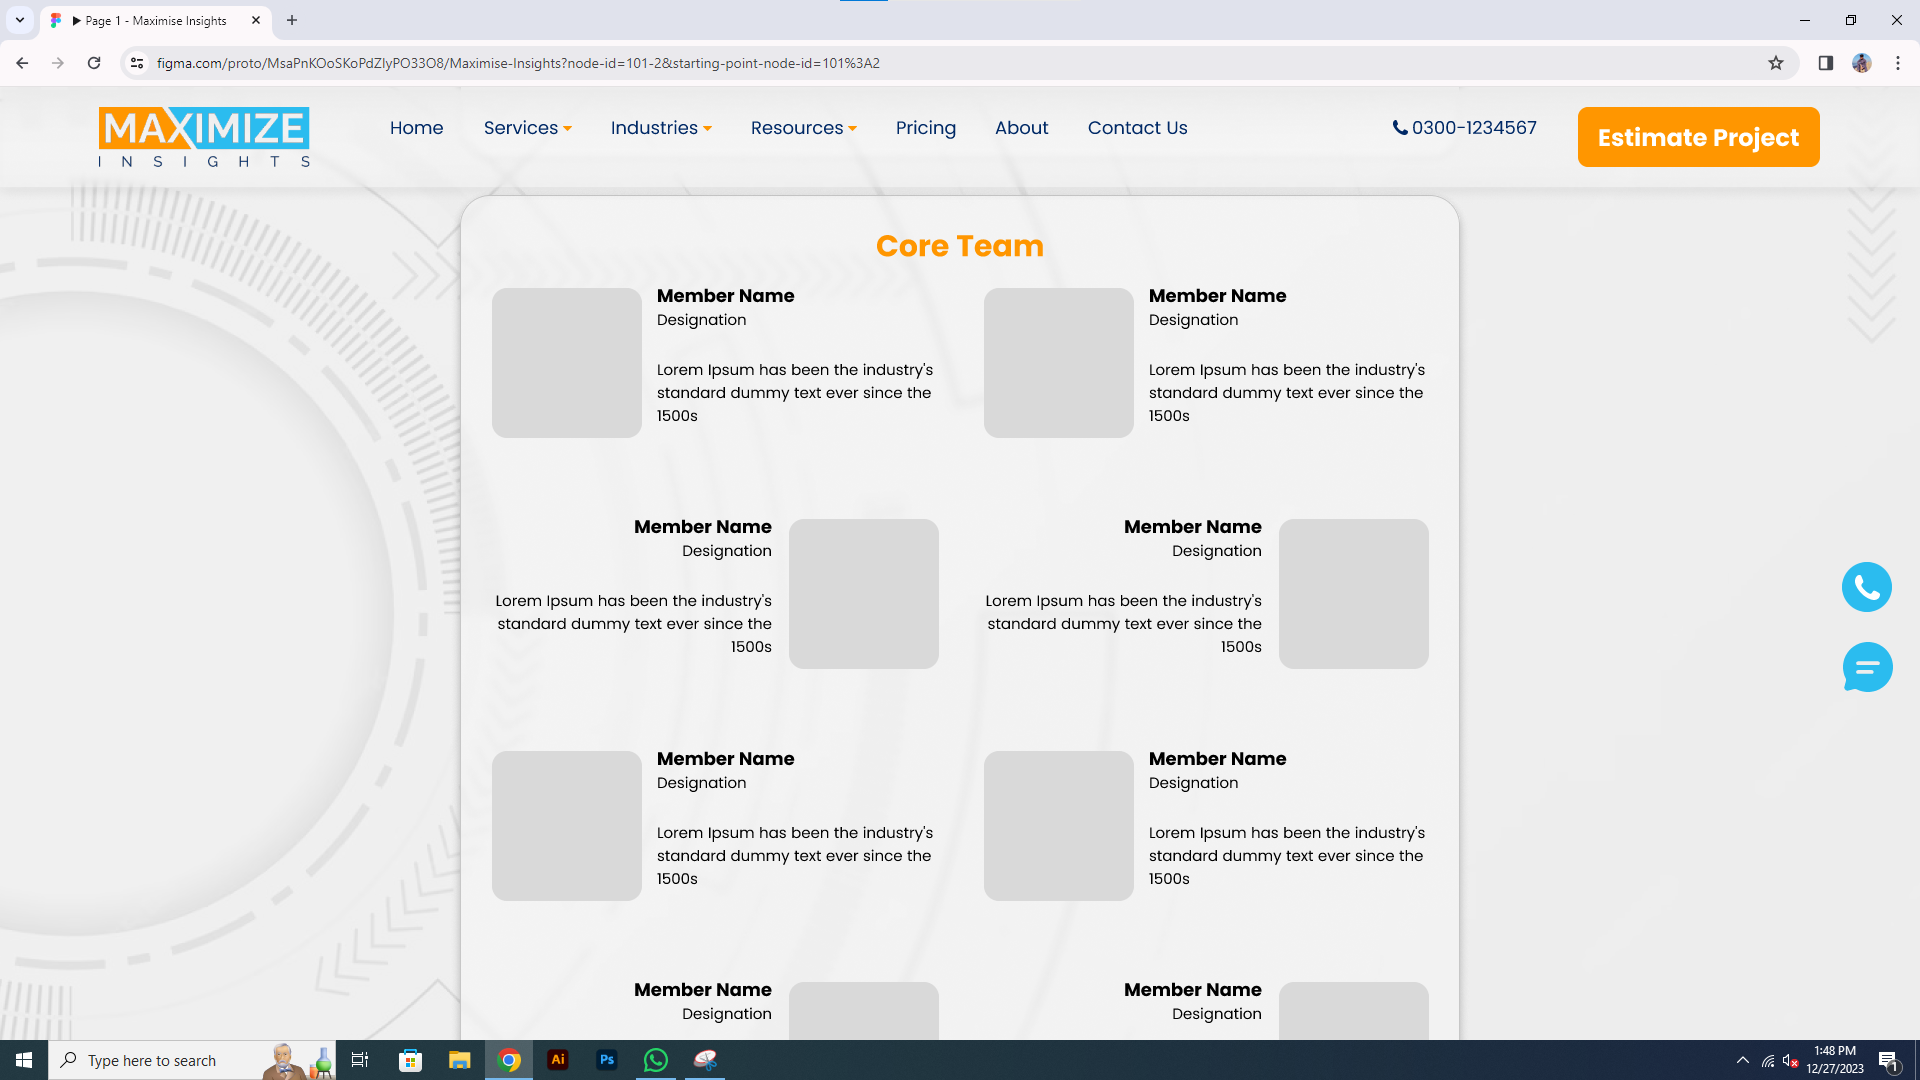 Page 1 - Maximise Insights
figma.com/proto/MsaPnKOoSKoPdZIyPO33O8/Maximise-Insights?node-id=101-2&starting-point-node-id=101%3A2
MAXIMIZE
INSIGHTS
Home Services Industries Resources Pricing About Contact Us 0300-1234567 Estimate Project
Core Team
Member Name
Designation
Lorem Ipsum has been the industry's
standard dummy text ever since the
1500s
Member Name
Designation
Lorem Ipsum has been the industry's
standard dummy text ever since the
1500s
Member Name
Designation
Lorem Ipsum has been the industry's
standard dummy text ever since the
1500s
Member Name
Designation
Lorem Ipsum has been the industry's
standard dummy text ever since the
1500s
Member Name
Designation
Lorem Ipsum has been the industry's
standard dummy text ever since the
1500s
Member Name
Designation
Lorem Ipsum has been the industry's
standard dummy text ever since the
1500s
Member Name
Designation
Member Name
Designation
Type here to search
Ai
Ps
1:48 PM
12/27/2023
1